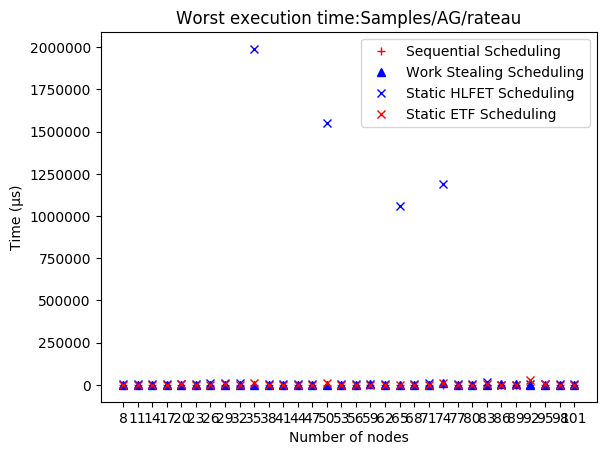 Worst execution time:Samples/AG/rateau
Sequential Scheduling
Work Stealing Scheduling
Static HLFET Scheduling
Static ETF Scheduling
Time (µs)
2000000
1750000
1500000
1250000
1000000
750000
500000
250000
0
8 11 14 17 20 23 26 29 32 35 38 41 44 47 50 53 56 59 62 65 68 71 74 77 80 83 86 89 92 95 98 101
Number of nodes